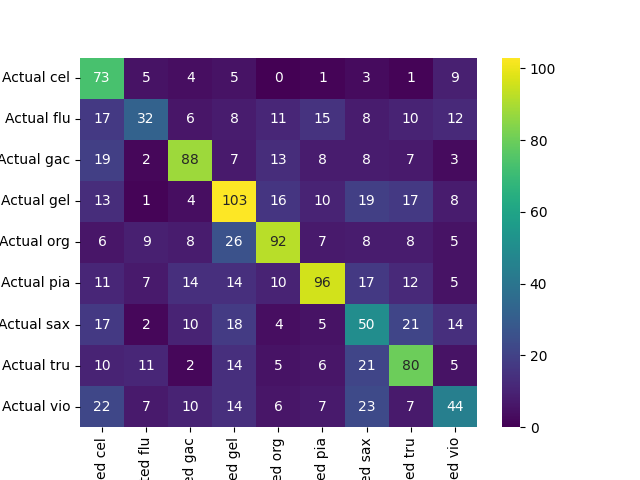 Actual cel 73 5 4 5 0 1 3 1 9
Actual flu 17 32 6 8 11 15 8 10 12
Actual gac 19 2 88 7 13 8 8 7 3
Actual gel 13 1 4 103 16 10 19 17 8
Actual org 6 9 8 26 92 7 8 8 5
Actual pia 11 7 14 14 10 96 17 12 5
Actual sax 17 2 10 18 4 5 50 21 14
Actual tru 10 11 2 14 5 6 21 80 5
Actual vio 22 7 10 14 6 7 23 7 44
ed cel
ted flu
ed gac
ed gel
ed org
ed pia
ed sax
ed tru
ed vio
100
80
60
40
20
0